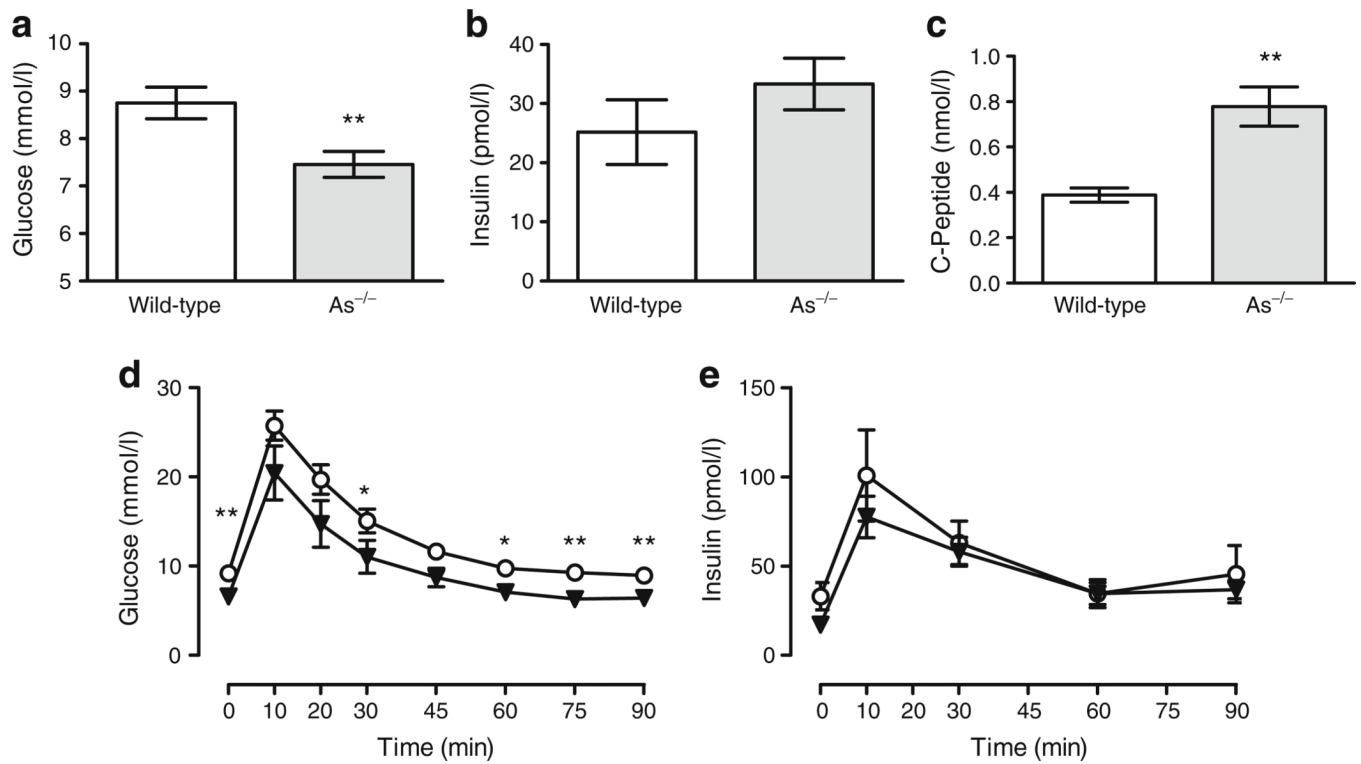 a
Glucose (mmol/l)
10
9
8
7
6
5
**
Wild-type
As⁻/⁻
b
Insulin (pmol/l)
40
30
20
10
0
Wild-type
As⁻/⁻
c
C-Peptide (nmol/l)
1.0
0.8
0.6
0.4
0.2
0.0
**
Wild-type
As⁻/⁻
d
Glucose (mmol/l)
30
20
10
0
**
*
*
**
**
0 10 20 30 45 60 75 90
Time (min)
e
Insulin (pmol/l)
150
100
50
0
0 10 20 30 45 60 75 90
Time (min)